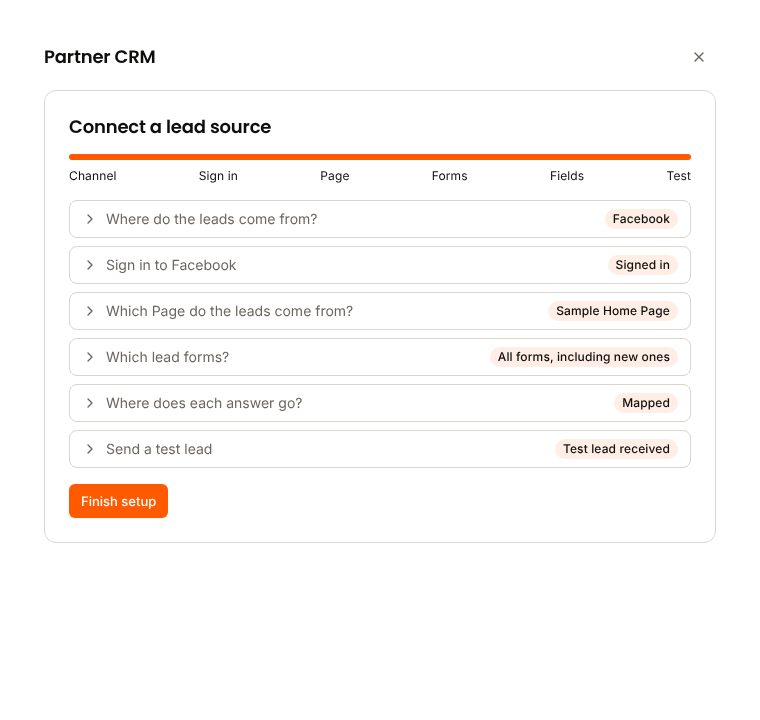 Partner CRM
Connect a lead source
Channel Sign in Page Forms Fields Test
Where do the leads come from? Facebook
Sign in to Facebook Signed in
Which Page do the leads come from? Sample Home Page
Which lead forms? All forms, including new ones
Where does each answer go? Mapped
Send a test lead Test lead received
Finish setup